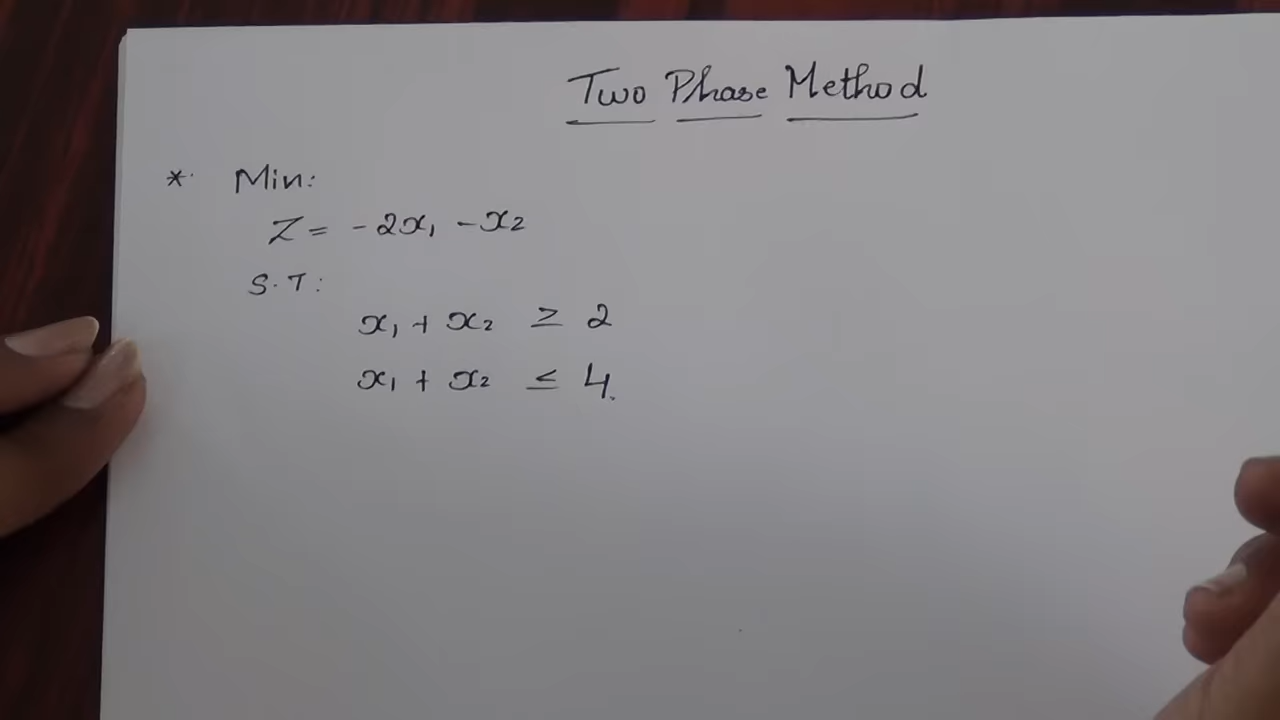 Two Phase Method
* Min:
Z = -2x₁ - x₂
S.T:
x₁ + x₂ ≥ 2
x₁ + x₂ ≤ 4.